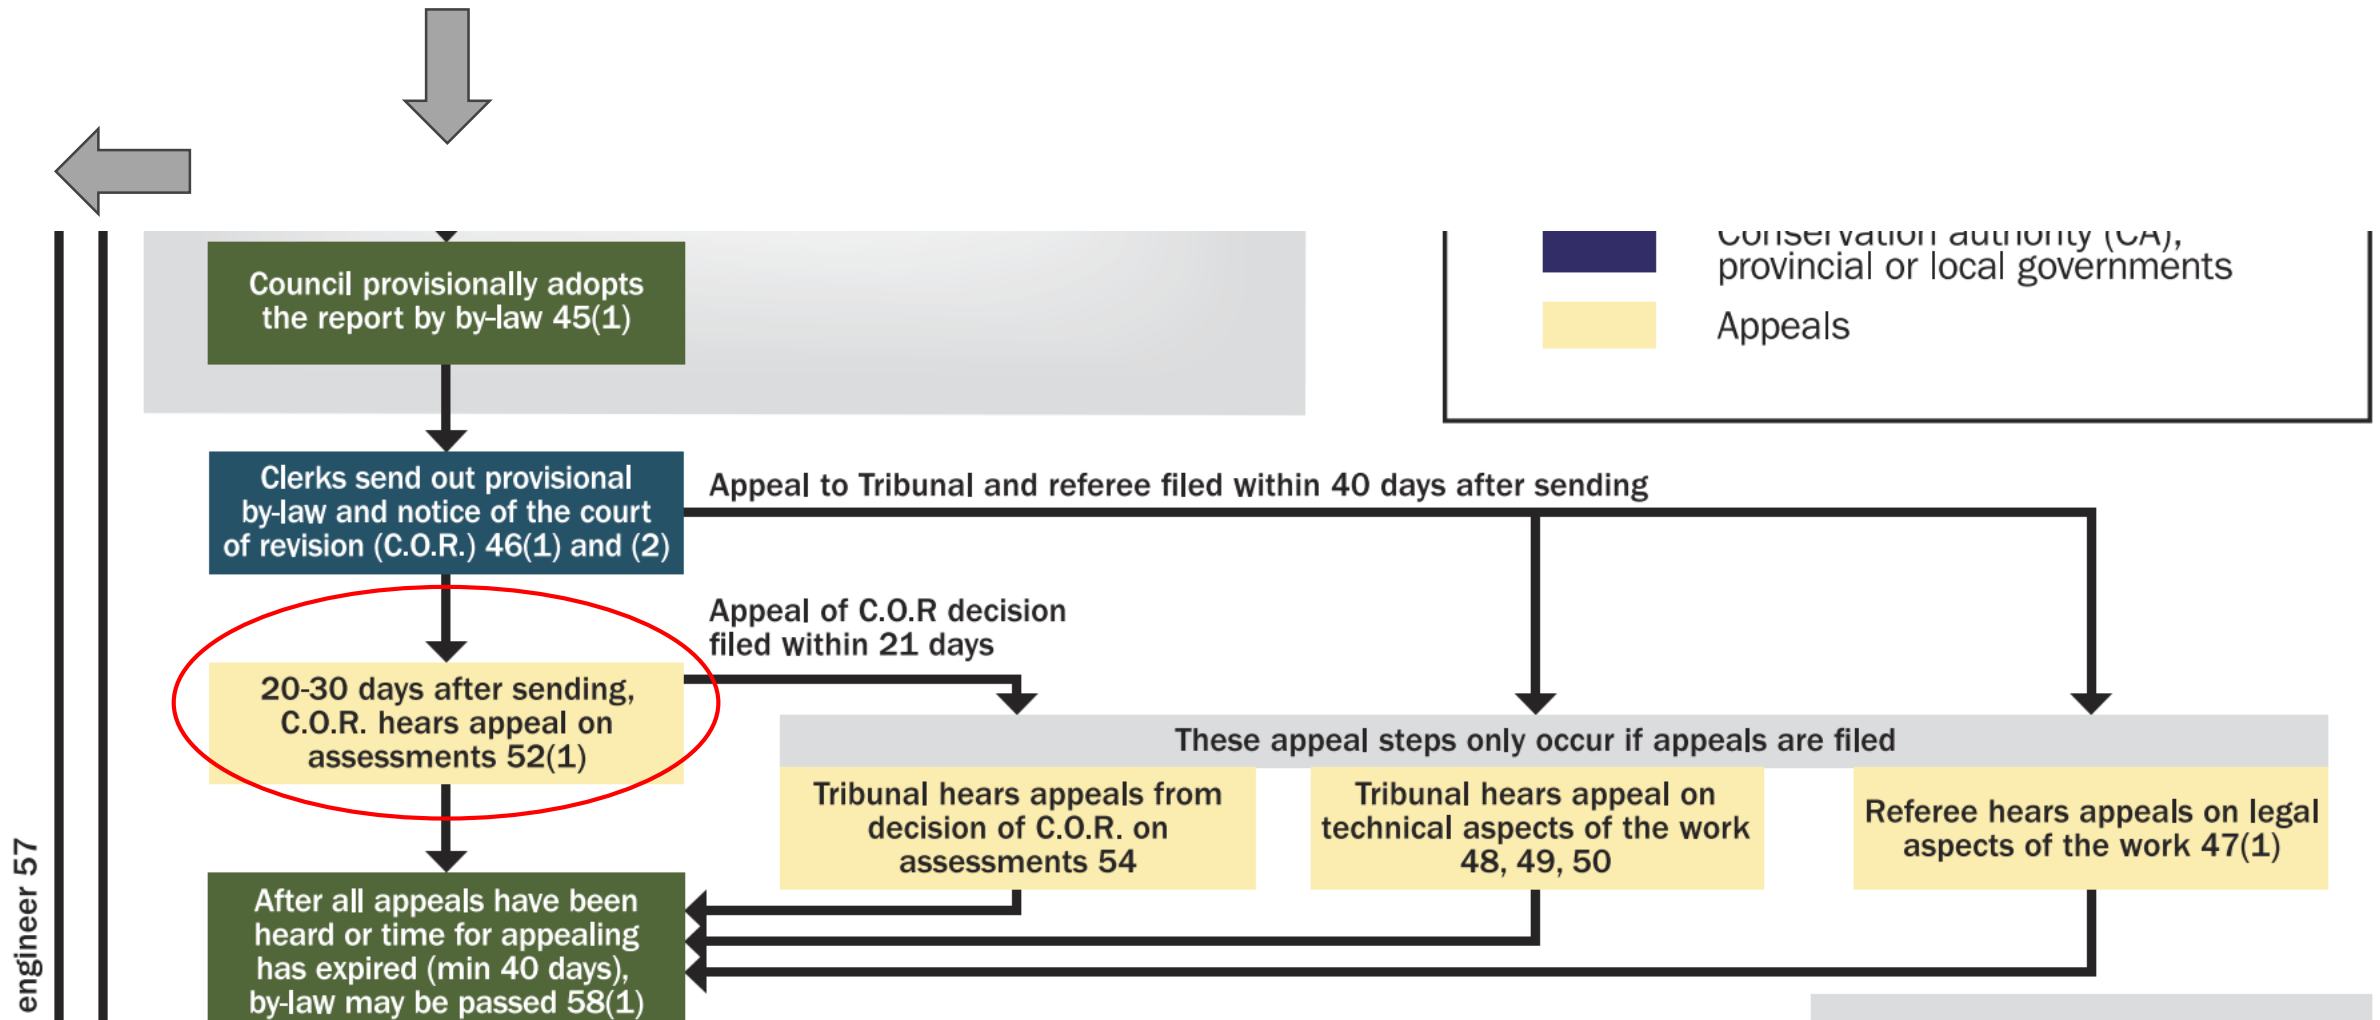 Council provisionally adopts
the report by by-law 45(1)
Conservation authority (CA),
provincial or local governments
Appeals
Clerks send out provisional
by-law and notice of the court
of revision (C.O.R.) 46(1) and (2)
Appeal to Tribunal and referee filed within 40 days after sending
Appeal of C.O.R decision
filed within 21 days
20-30 days after sending,
C.O.R. hears appeal on
assessments 52(1)
These appeal steps only occur if appeals are filed
Tribunal hears appeals from
decision of C.O.R. on
assessments 54
Tribunal hears appeal on
technical aspects of the work
48, 49, 50
Referee hears appeals on legal
aspects of the work 47(1)
After all appeals have been
heard or time for appealing
has expired (min 40 days),
by-law may be passed 58(1)
engineer 57